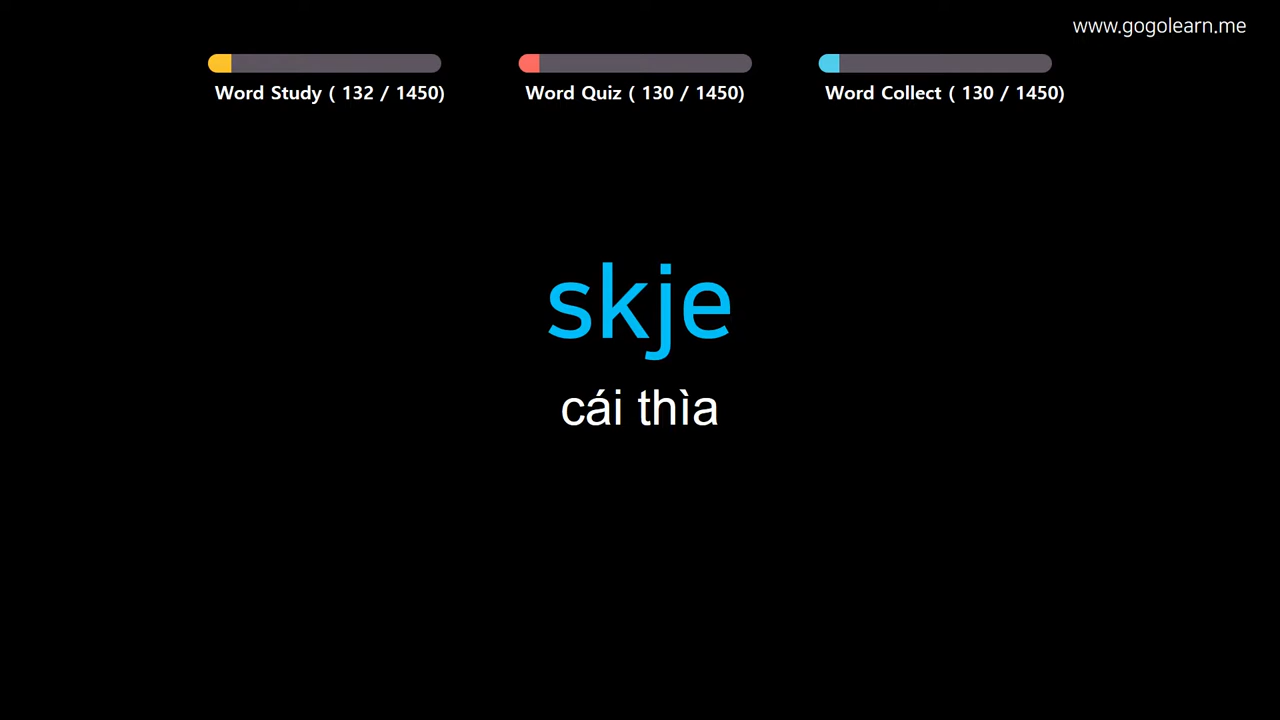 www.gogolearn.me
Word Study ( 132 / 1450)
Word Quiz ( 130 / 1450)
Word Collect ( 130 / 1450)
skje
cái thìa